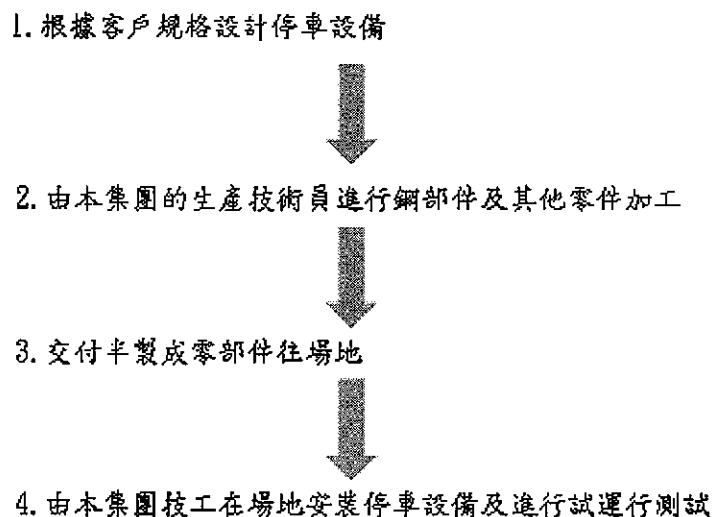 1. 根據客戶規格設計停車設備
2. 由本集團的生產技術員進行鋼部件及其他零件加工
3. 交付半製成零部件往場地
4. 由本集團技工在場地安裝停車設備及進行試運行測試